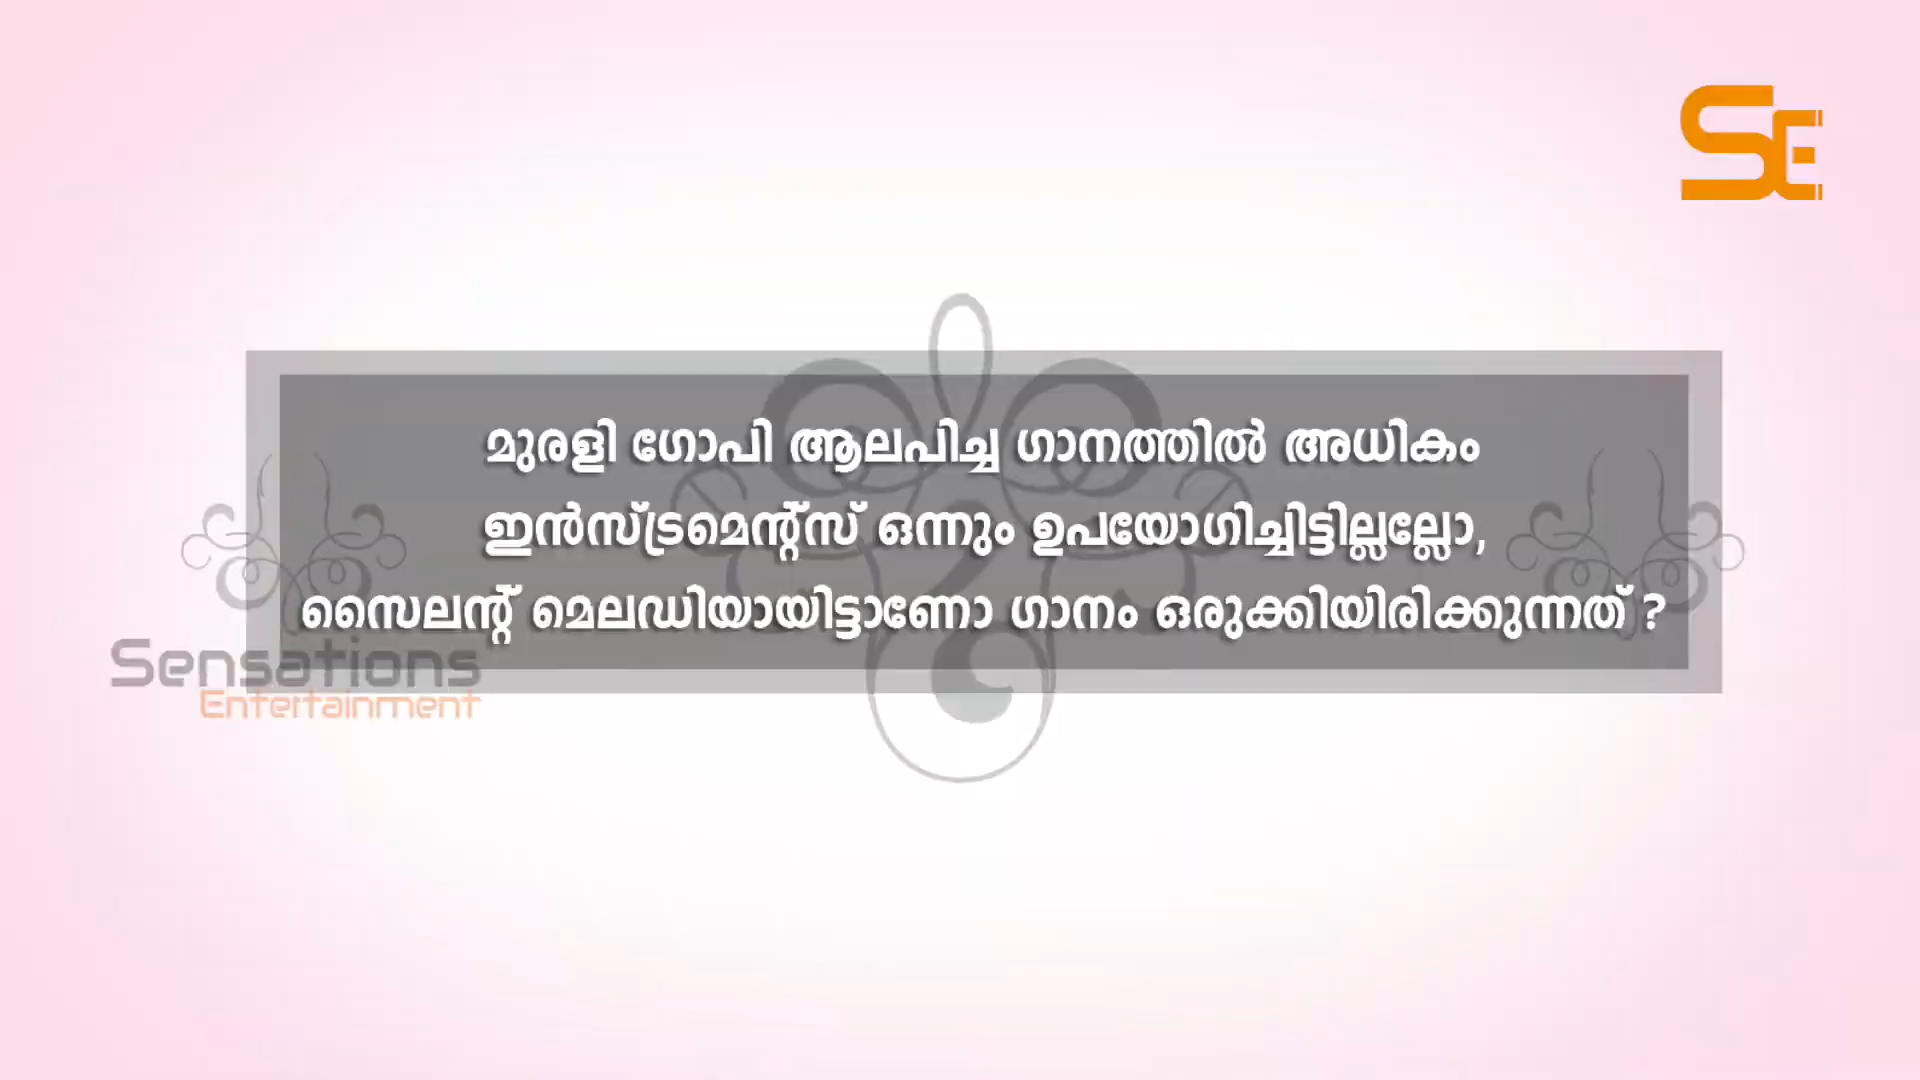 SE
മുരളി ഗോപി ആലപിച്ച ഗാനത്തിൽ അധികം
ഇൻസ്ട്രമെന്റ്സ് ഒന്നും ഉപയോഗിച്ചിട്ടില്ലല്ലോ,
സൈലന്റ് മെലഡിയായിട്ടാണോ ഗാനം ഒരുക്കിയിരിക്കുന്നത് ?
Sensations
Entertainment